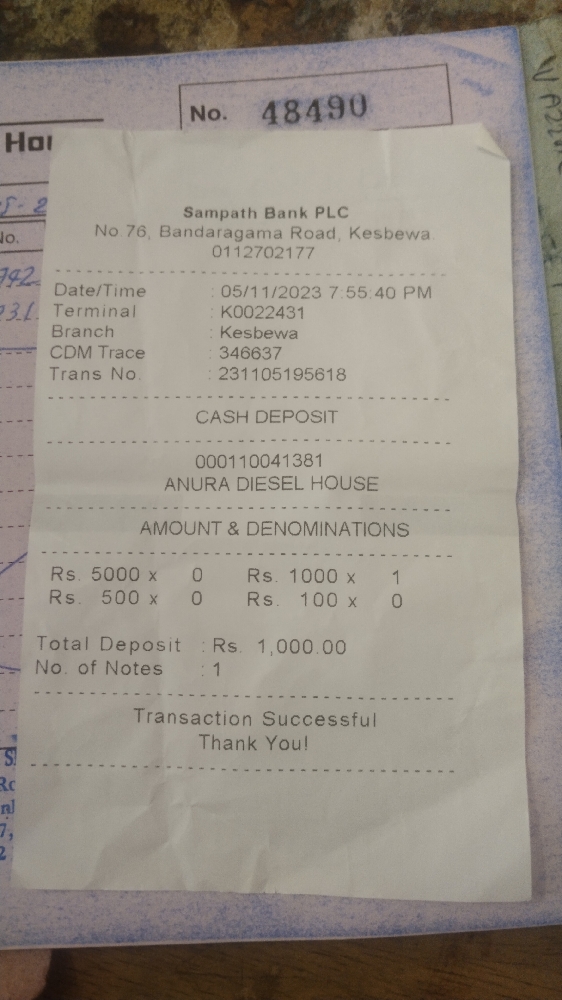 No. 48490
Sampath Bank PLC
No.76, Bandaragama Road, Kesbewa.
0112702177
Date/Time : 05/11/2023 7:55:40 PM
Terminal : K0022431
Branch : Kesbewa
CDM Trace : 346637
Trans No. : 231105195618
CASH DEPOSIT
000110041381
ANURA DIESEL HOUSE
AMOUNT & DENOMINATIONS
Rs. 5000 x 0 Rs. 1000 x 1
Rs. 500 x 0 Rs. 100 x 0
Total Deposit : Rs. 1,000.00
No. of Notes : 1
Transaction Successful
Thank You!